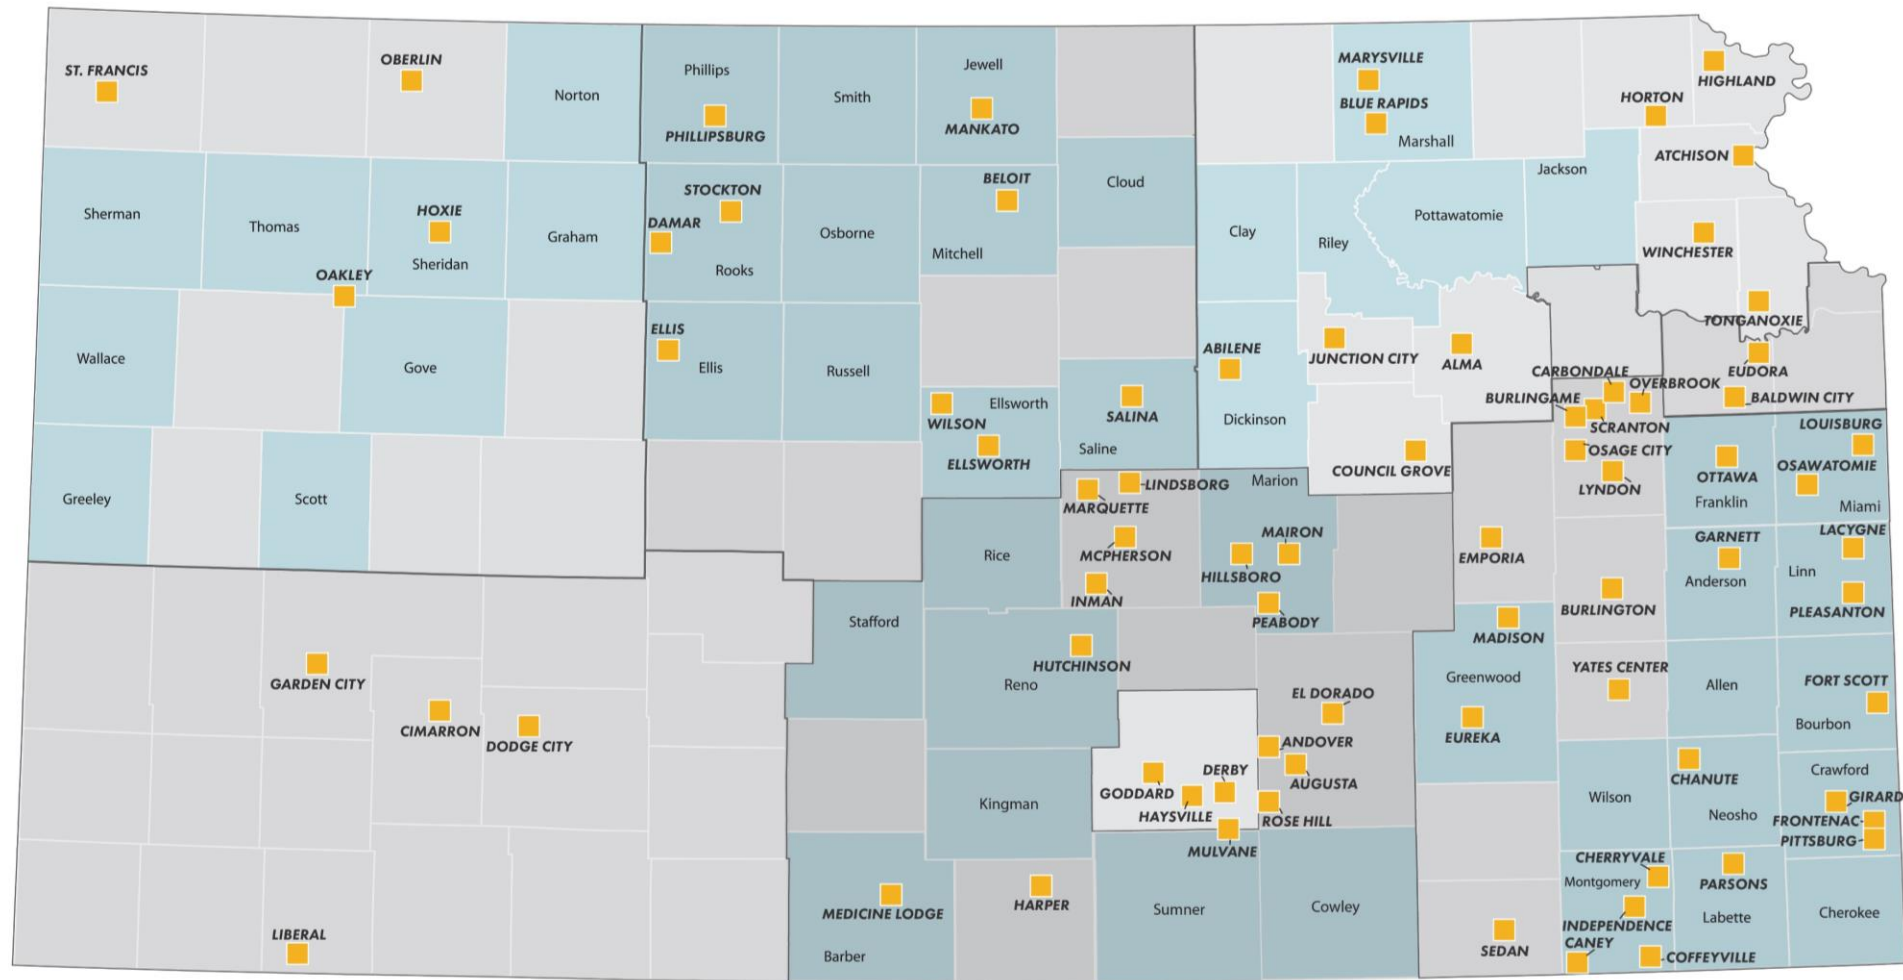 ST. FRANCIS
OBERLIN
Norton
Phillips
PHILLIPSBURG
Smith
Jewell
MANKATO
MARYSVILLE
BLUE RAPIDS
Marshall
HIGHLAND
HORTON
ATCHISON
Sherman
Thomas
HOXIE
Sheridan
Graham
OAKLEY
STOCKTON
DAMAR
Rooks
Osborne
BELOIT
Mitchell
Cloud
Clay
Riley
Pottawatomie
Jackson
WINCHESTER
TONGANOXIE
Wallace
Gove
ELLIS
Ellis
Russell
Ellsworth
WILSON
ELLSWORTH
SALINA
Saline
ABILENE
Dickinson
JUNCTION CITY
ALMA
COUNCIL GROVE
EUDORA
BALDWIN CITY
CARBONDALE
OVERBROOK
BURLINGAME
SCRANTON
OSAGE CITY
LYNDON
LOUISBURG
OSAWATOMIE
Miami
OTTAWA
Franklin
Greeley
Scott
Rice
LINDSBORG
MARQUETTE
MCPHERSON
INMAN
Marion
MAIRON
HILLSBORO
PEABODY
EMPORIA
BURLINGTON
GARNETT
Anderson
LACYGNE
Linn
PLEASANTON
Stafford
HUTCHINSON
Reno
MADISON
Greenwood
EUREKA
YATES CENTER
Allen
FORT SCOTT
Bourbon
GARDEN CITY
CIMARRON
DODGE CITY
EL DORADO
ANDOVER
AUGUSTA
ROSE HILL
GODDARD
HAYSVILLE
DERBY
MULVANE
Kingman
Wilson
CHANUTE
Neosho
Crawford
GIRARD
FRONTENAC
PITTSBURG
LIBERAL
MEDICINE LODGE
Barber
HARPER
Sumner
Cowley
SEDAN
CHERRYVALE
Montgomery
INDEPENDENCE
CANEY
COFFEYVILLE
PARSONS
Labette
Cherokee